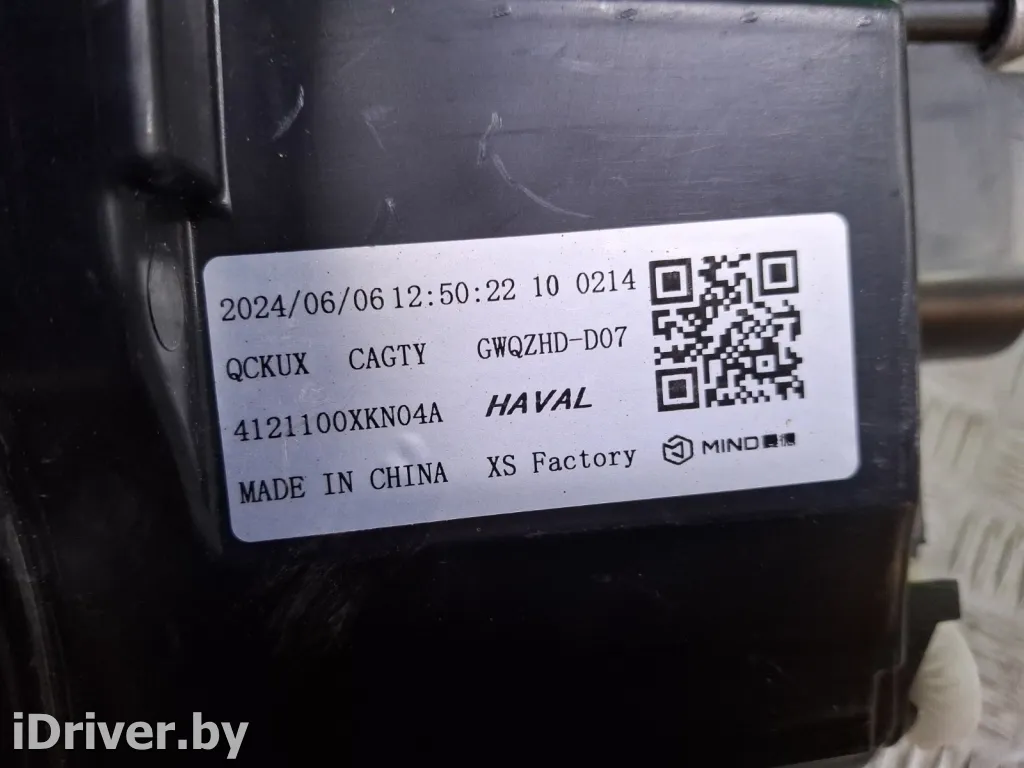 2024/06/06 12:50:22 10 0214
QCKUX CAGTY GWQZHD-D07
4121100XKN04A HAVAL
MADE IN CHINA XS Factory MIND
iDriver.by